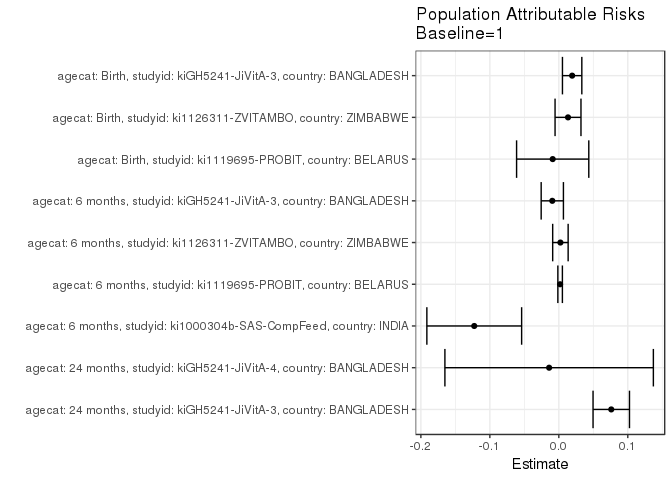 Population Attributable Risks
Baseline=1
agecat: Birth, studyid: kiGH5241-JiVitA-3, country: BANGLADESH
agecat: Birth, studyid: ki1126311-ZVITAMBO, country: ZIMBABWE
agecat: Birth, studyid: ki1119695-PROBIT, country: BELARUS
agecat: 6 months, studyid: kiGH5241-JiVitA-3, country: BANGLADESH
agecat: 6 months, studyid: ki1126311-ZVITAMBO, country: ZIMBABWE
agecat: 6 months, studyid: ki1119695-PROBIT, country: BELARUS
agecat: 6 months, studyid: ki1000304b-SAS-CompFeed, country: INDIA
agecat: 24 months, studyid: kiGH5241-JiVitA-4, country: BANGLADESH
agecat: 24 months, studyid: kiGH5241-JiVitA-3, country: BANGLADESH
-0.2 -0.1 0.0 0.1
Estimate